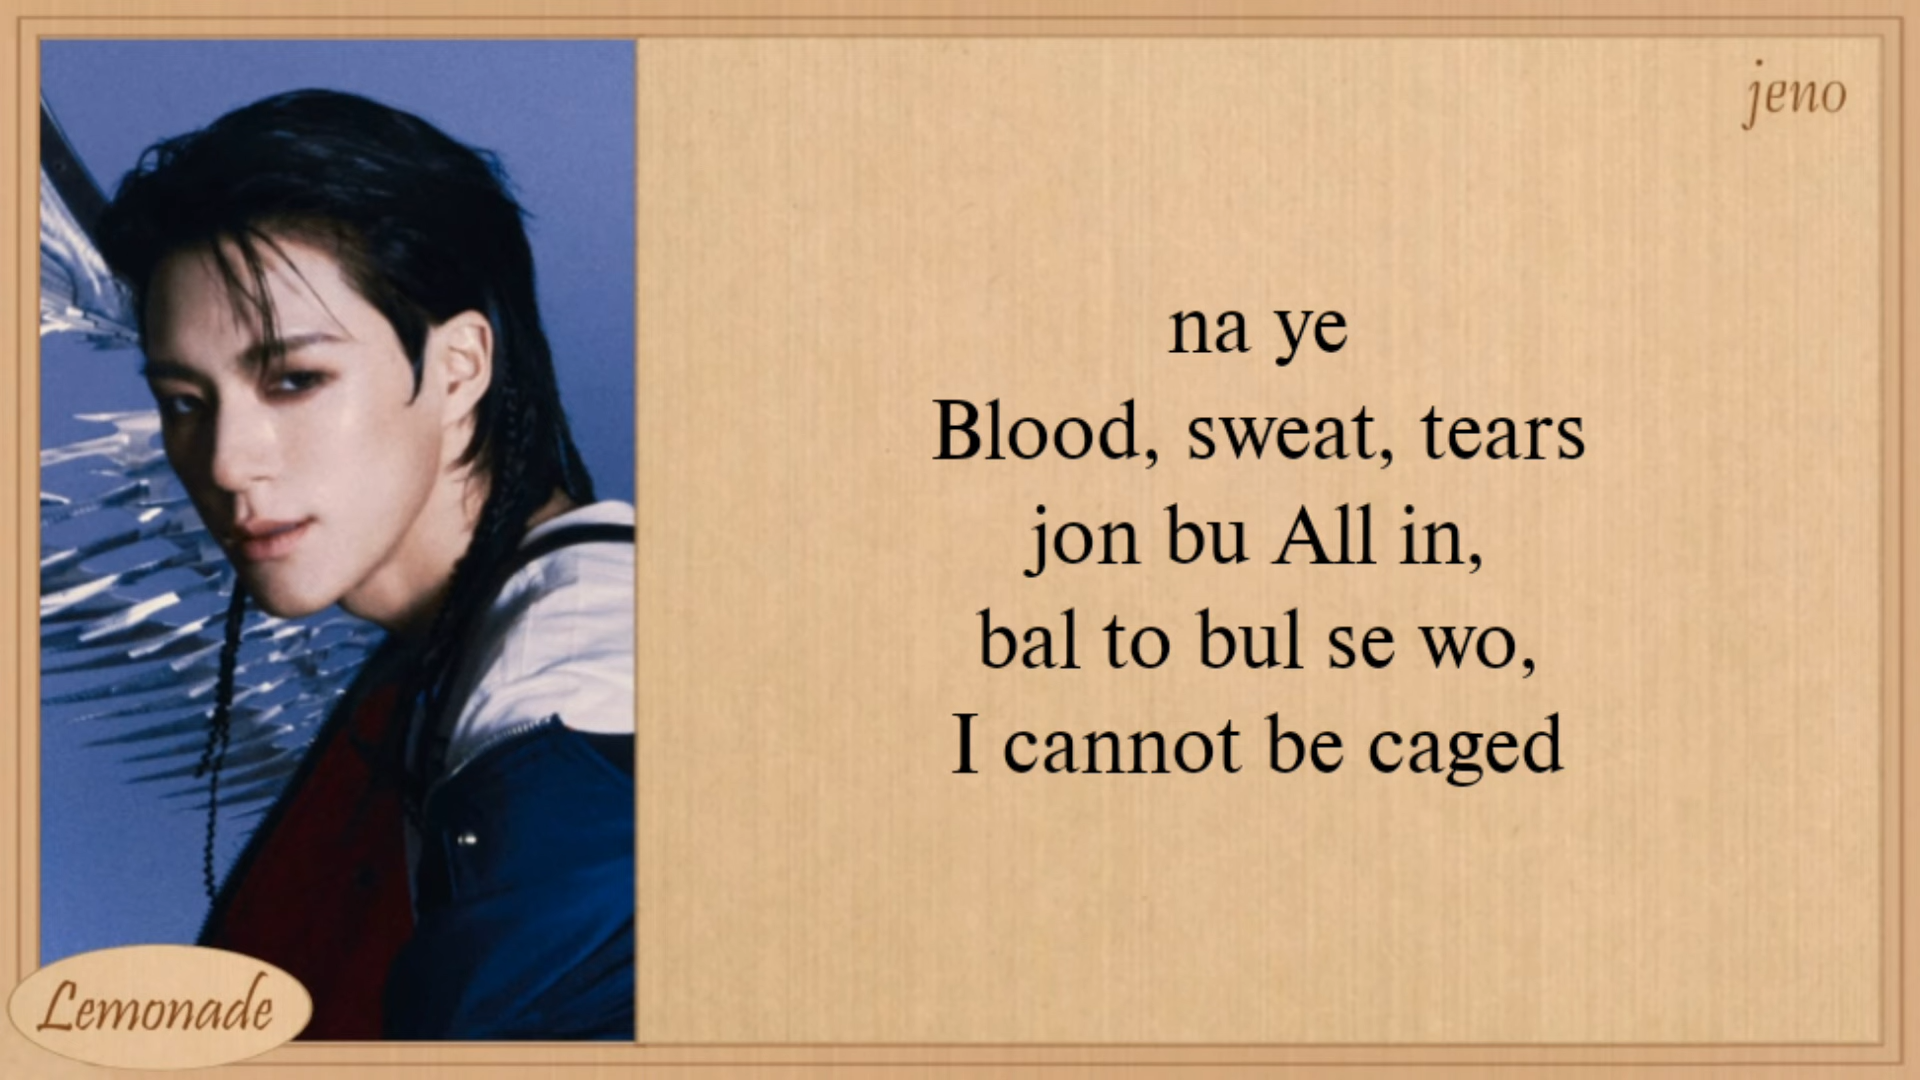 jeno
na ye
Blood, sweat, tears
jon bu All in,
bal to bul se wo,
I cannot be caged
Lemonade